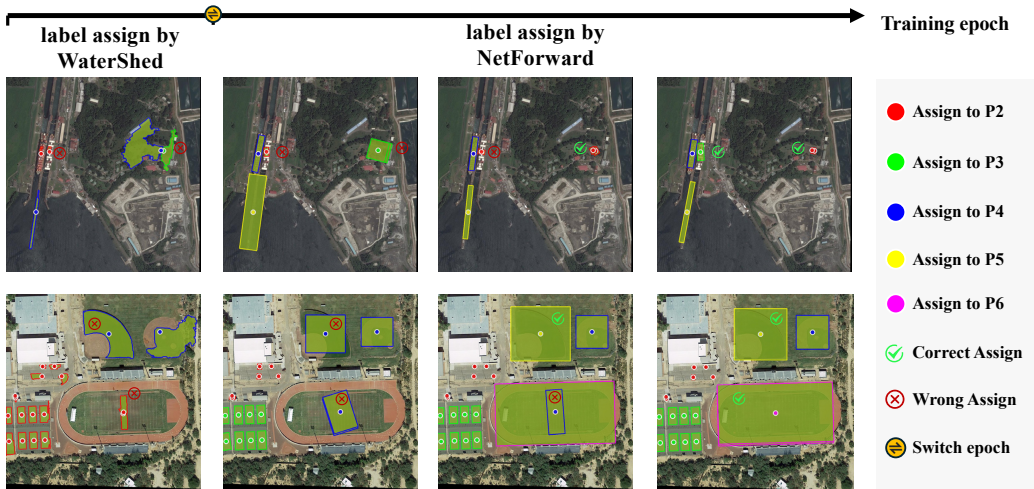 Training epoch
label assign by
WaterShed
label assign by
NetForward
Assign to P2
Assign to P3
Assign to P4
Assign to P5
Assign to P6
Correct Assign
Wrong Assign
Switch epoch